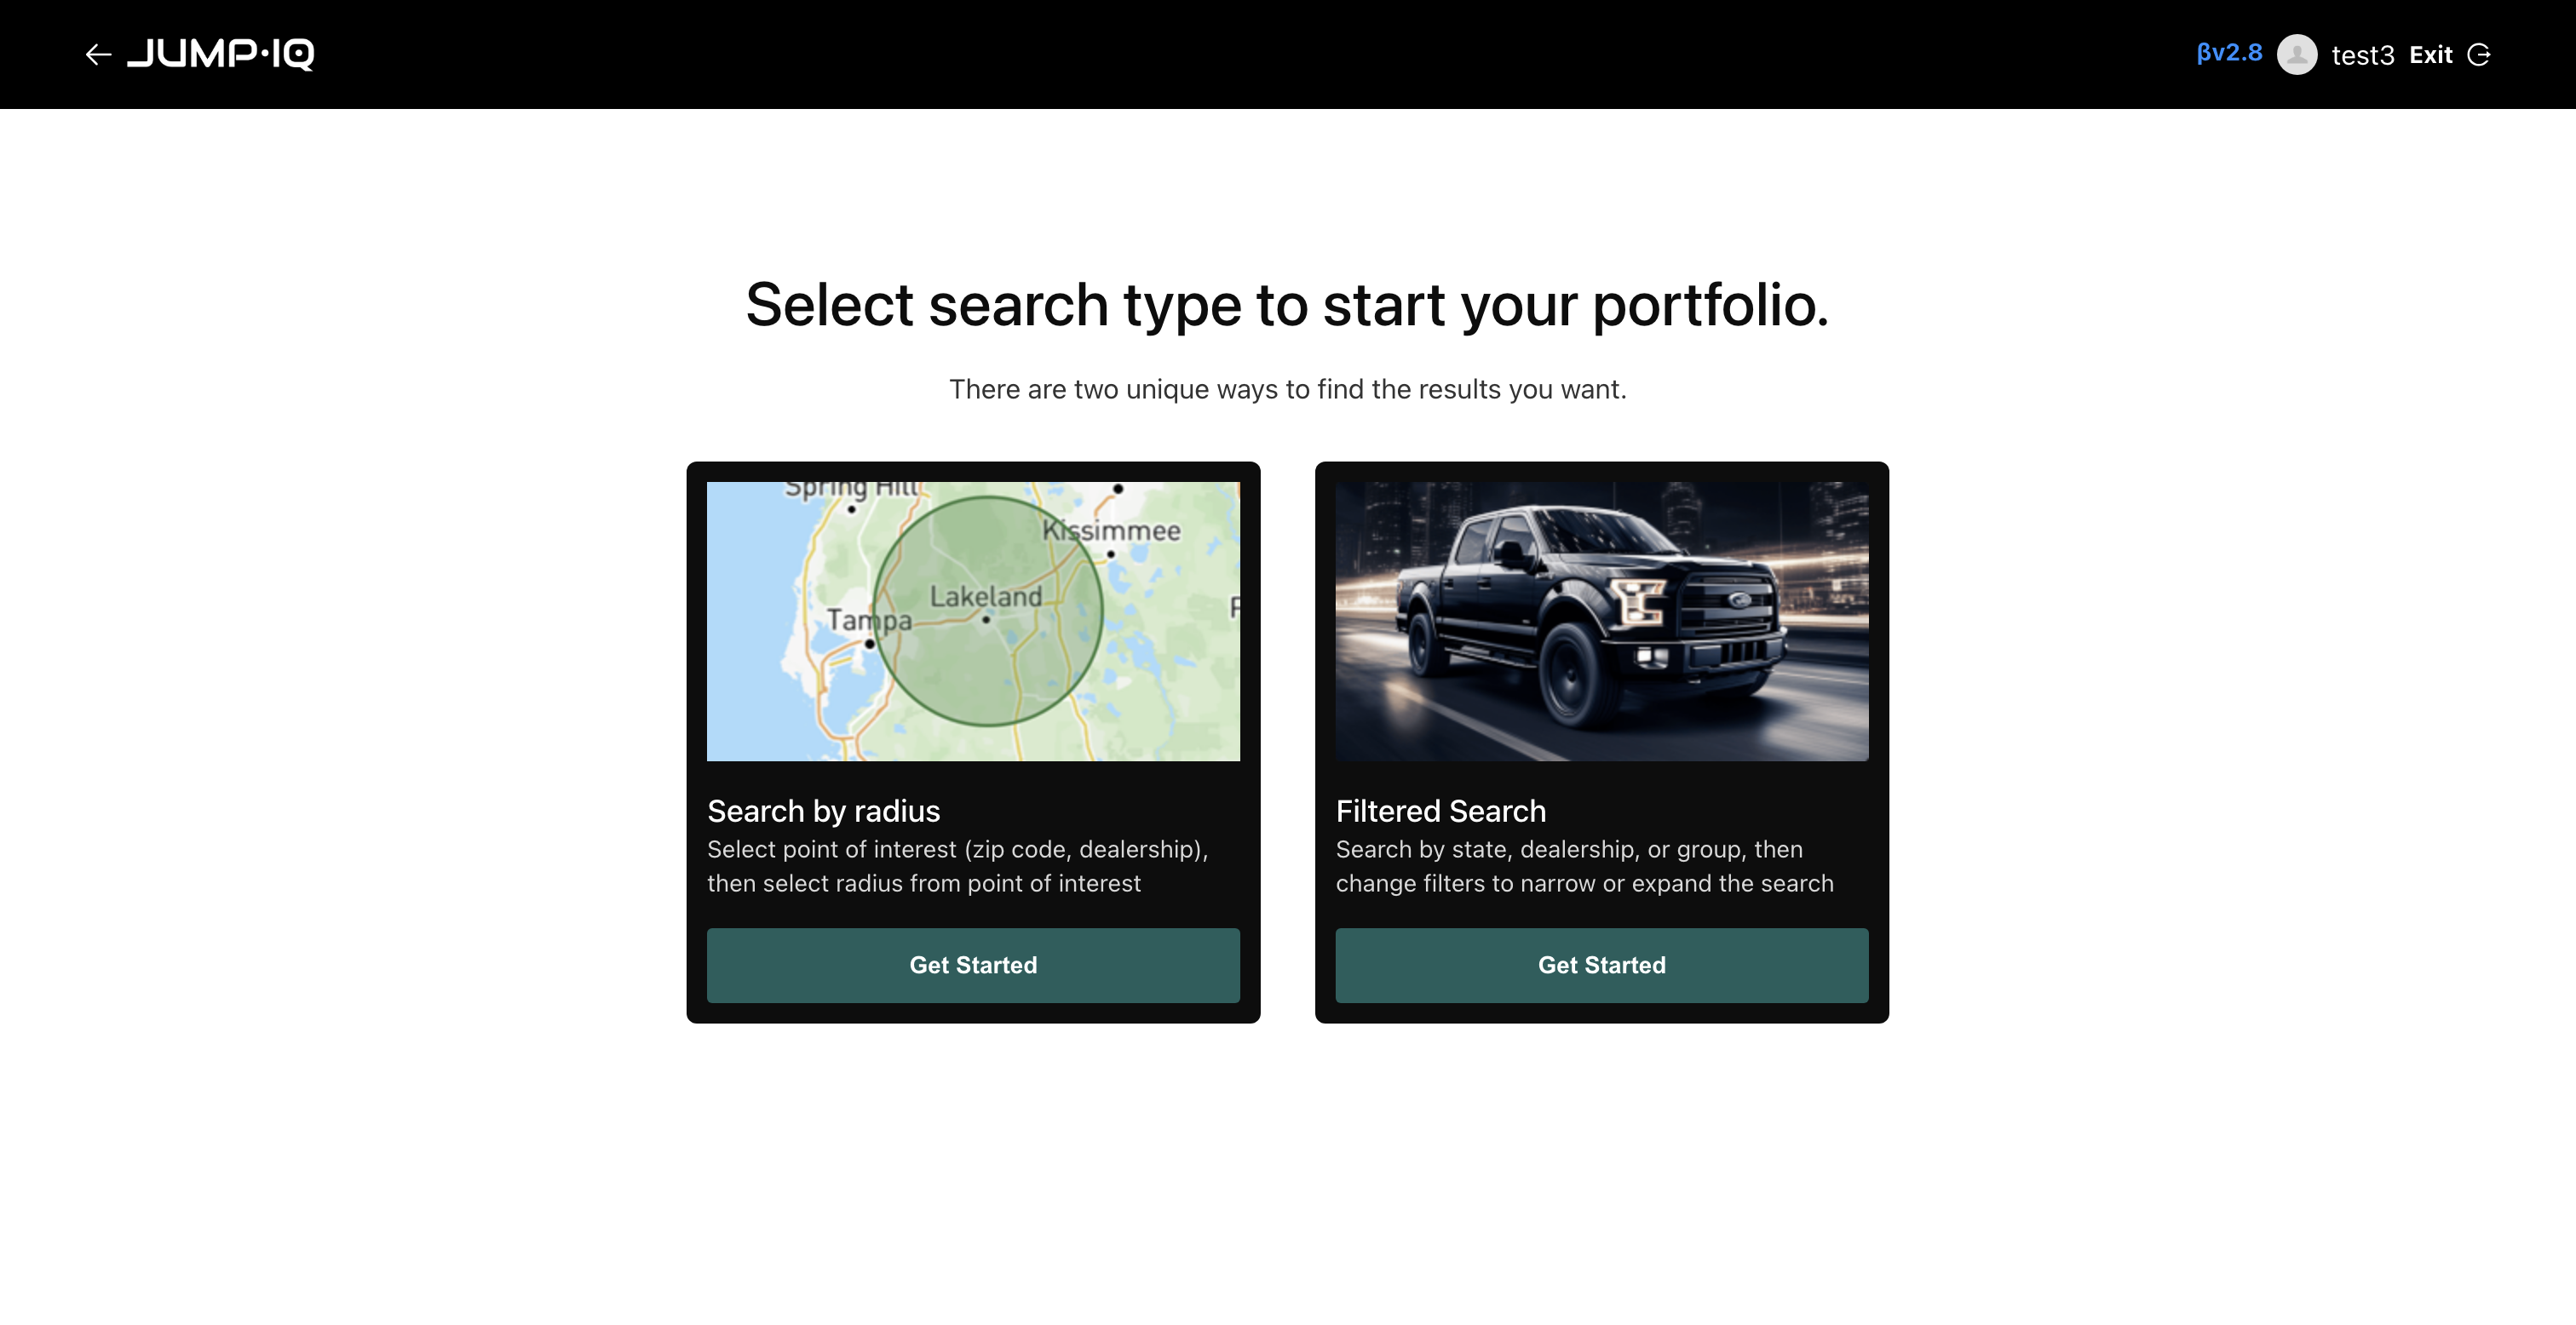 JUMP·IQ
βv2.8
test3
Exit
Select search type to start your portfolio.
There are two unique ways to find the results you want.
Spring Hill
Kissimmee
Lakeland
Tampa
Search by radius
Select point of interest (zip code, dealership),
then select radius from point of interest
Get Started
Ford
Filtered Search
Search by state, dealership, or group, then
change filters to narrow or expand the search
Get Started